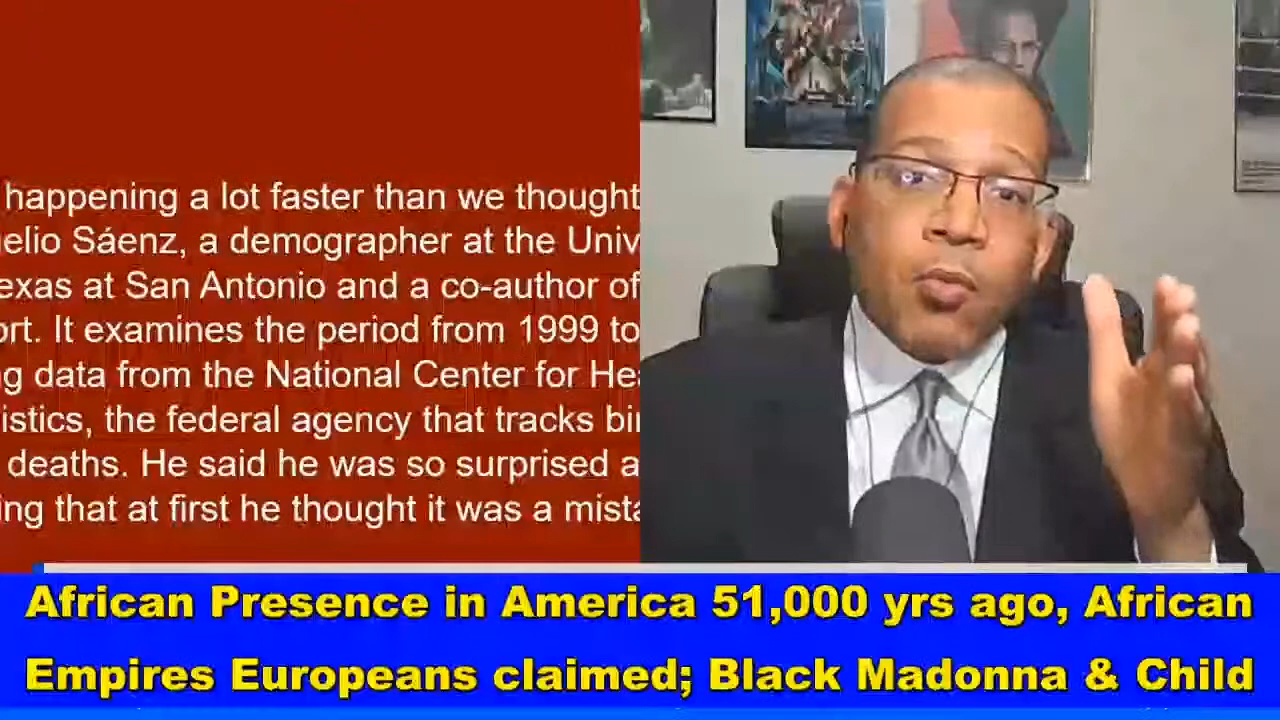 happening a lot faster than we thought
elio Sáenz, a demographer at the Univ
exas at San Antonio and a co-author of
ort. It examines the period from 1999 to
g data from the National Center for Hea
istics, the federal agency that tracks bi
deaths. He said he was so surprised a
ing that at first he thought it was a mista
African Presence in America 51,000 yrs ago, African
Empires Europeans claimed; Black Madonna & Child